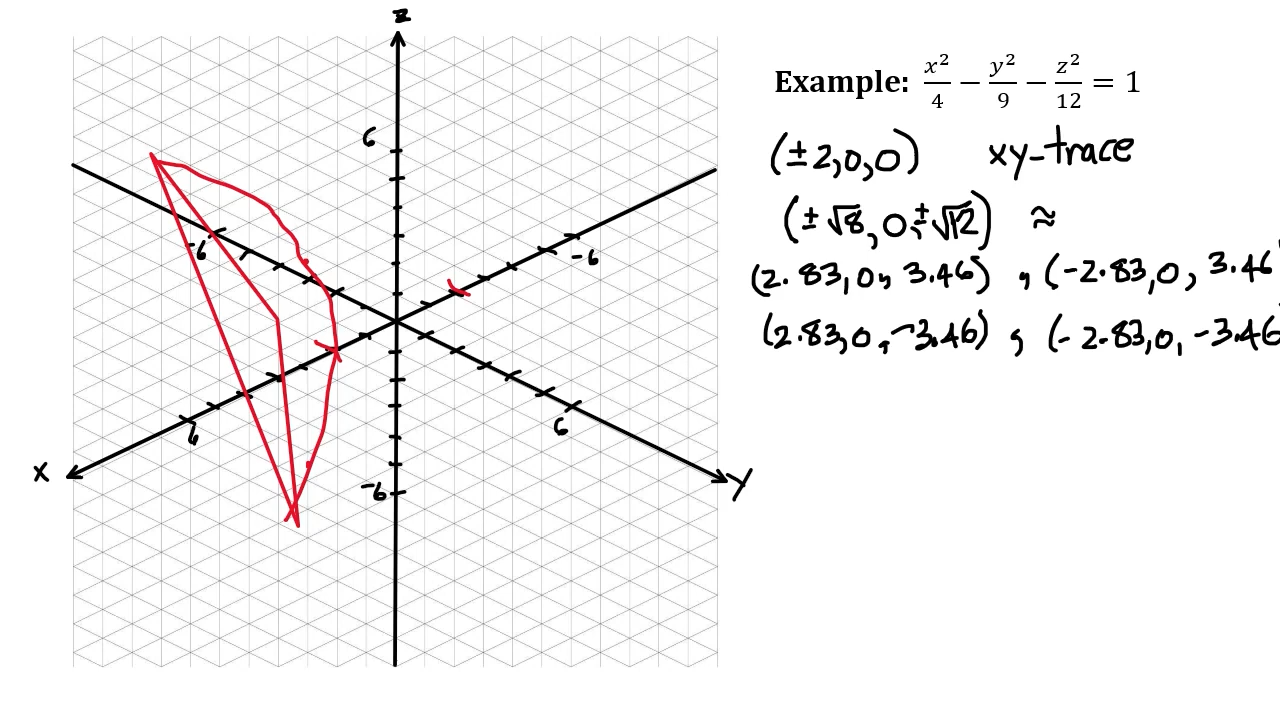 Example: x²/4 − y²/9 − z²/12 = 1
(±2,0,0) xy-trace
(±√8, 0, ±√12) ≈
(2.83,0, 3.46) , (-2.83,0, 3.46
(2.83,0, -3.46) , (-2.83,0, -3.46
z
6
-6
-6
6
6
x
-6
y